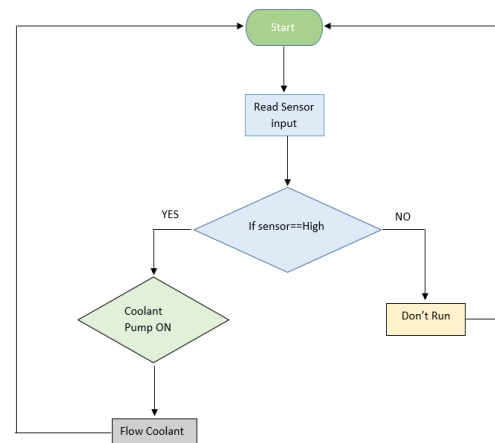 Start
Read Sensor
input
If sensor==High
YES
NO
Coolant
Pump ON
Don't Run
Flow Coolant